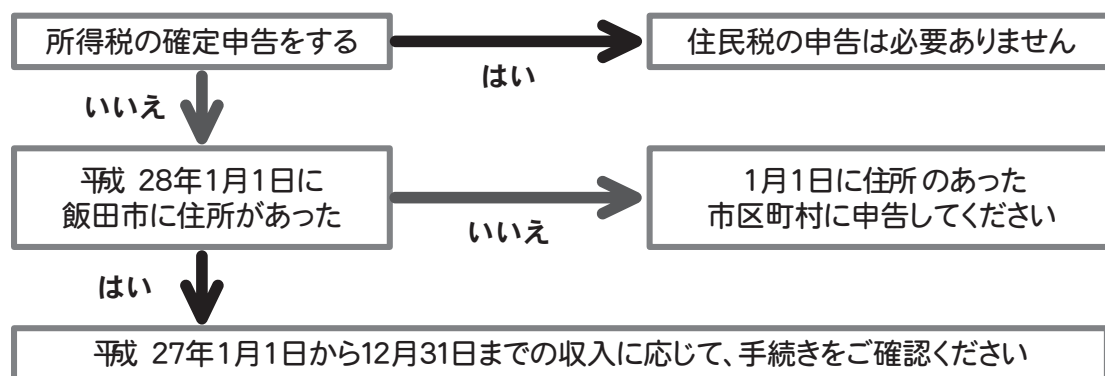 所得税の確定申告をする
住民税の申告は必要ありません
はい
いいえ
平成 28年1月1日に
飯田市に住所があった
1月1日に住所のあった
市区町村に申告してください
いいえ
はい
平成 27年1月1日から12月31日までの収入に応じて、手続きをご確認ください